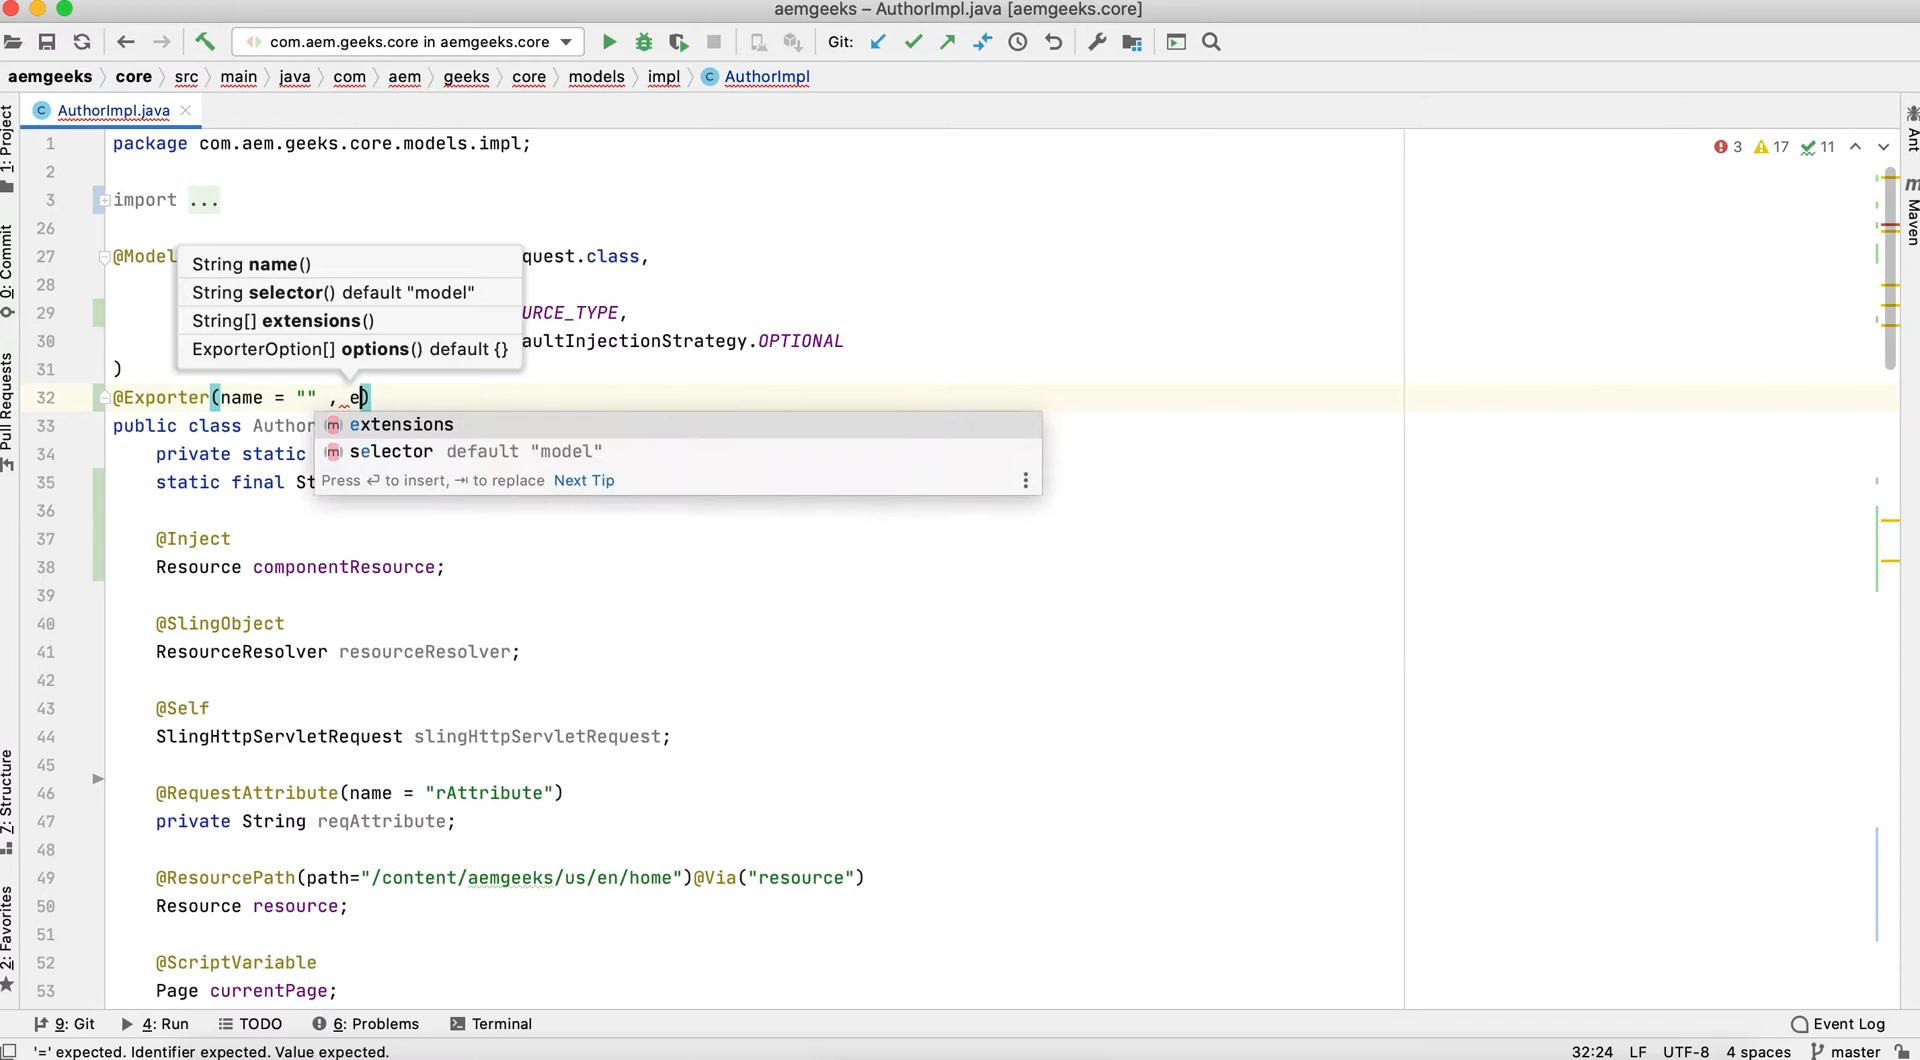 aemgeeks – AuthorImpl.java [aemgeeks.core]
com.aem.geeks.core in aemgeeks.core
Git:
aemgeeks core src main java com aem geeks core models impl AuthorImpl
AuthorImpl.java
1: Project
0: Commit
Pull Requests
7: Structure
2: Favorites
Ant
Maven
3 17 11
1 package com.aem.geeks.core.models.impl;
2
3 import ...
26
27 @Model quest.class,
28
29 URCE_TYPE,
30 aultInjectionStrategy.OPTIONAL
31 )
String name()
String selector() default "model"
String[] extensions()
ExporterOption[] options() default {}
32 @Exporter(name = "" , e)
33 public class Author
34 private static
35 static final St
extensions
selector default "model"
Press ↩ to insert, ⇥ to replace Next Tip
36
37 @Inject
38 Resource componentResource;
39
40 @SlingObject
41 ResourceResolver resourceResolver;
42
43 @Self
44 SlingHttpServletRequest slingHttpServletRequest;
45
46 @RequestAttribute(name = "rAttribute")
47 private String reqAttribute;
48
49 @ResourcePath(path="/content/aemgeeks/us/en/home")@Via("resource")
50 Resource resource;
51
52 @ScriptVariable
53 Page currentPage;
9: Git 4: Run TODO 6: Problems Terminal Event Log
'=' expected. Identifier expected. Value expected. 32:24 LF UTF-8 4 spaces master